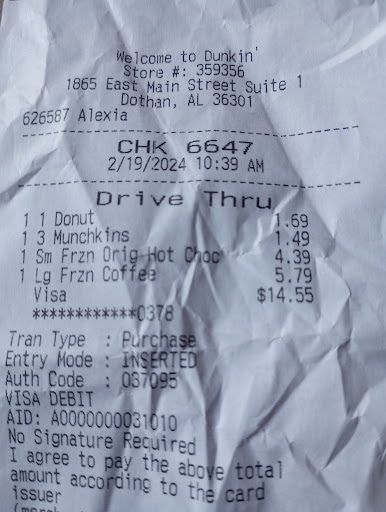 Welcome to Dunkin'
Store #: 359356
1865 East Main Street Suite 1
Dothan, AL 36301
626587 Alexia
CHK 6647
2/19/2024 10:39 AM
Drive Thru
1 1 Donut 1.69
1 3 Munchkins 1.49
1 Sm Frzn Orig Hot Choc 4.39
1 Lg Frzn Coffee 5.79
Visa $14.55
************0378
Tran Type : Purchase
Entry Mode : INSERTED
Auth Code : 0S7095
VISA DEBIT
AID: A0000000031010
No Signature Required
I agree to pay the above total
amount according to the card
issuer